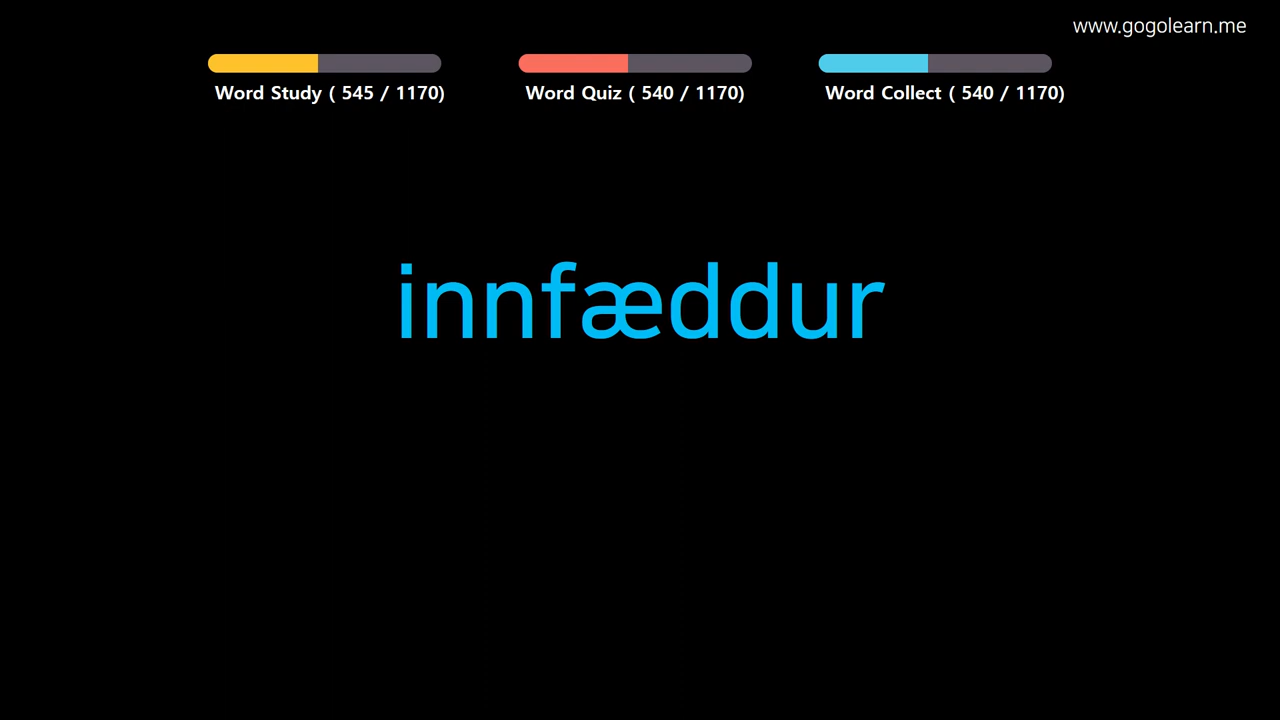 www.gogolearn.me
Word Study ( 545 / 1170)
Word Quiz ( 540 / 1170)
Word Collect ( 540 / 1170)
innfæddur